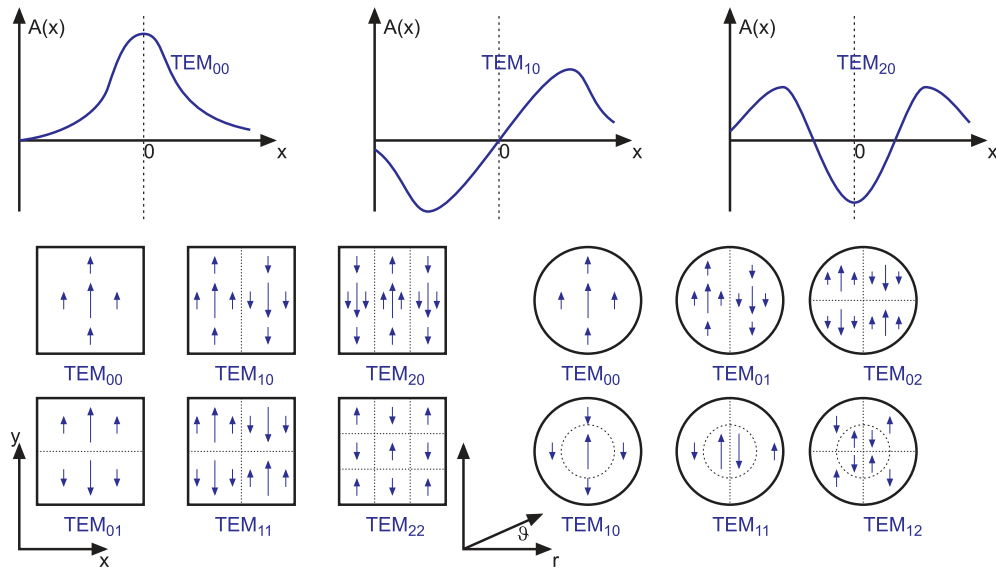 A(x) A(x) A(x)
TEM₀₀ TEM₁₀ TEM₂₀
0 x 0 x 0 x
TEM₀₀ TEM₁₀ TEM₂₀ TEM₀₀ TEM₀₁ TEM₀₂
y
TEM₀₁ TEM₁₁ TEM₂₂ ϑ TEM₁₀ TEM₁₁ TEM₁₂
x r